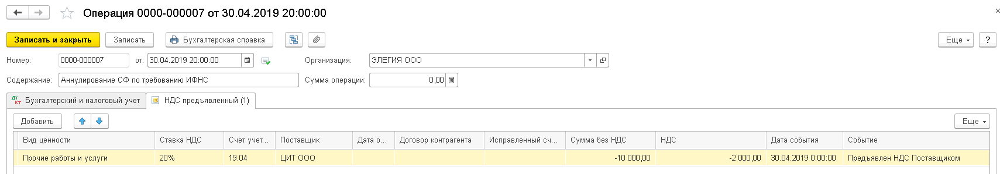 Операция 0000-000007 от 30.04.2019 20:00:00
Записать и закрыть Записать Бухгалтерская справка Еще ?
Номер: 0000-000007 от: 30.04.2019 20:00:00 Организация: ЭЛЕГИЯ ООО
Содержание: Аннулирование СФ по требованию ИФНС Сумма операции: 0,00
Дт Кт Бухгалтерский и налоговый учет НДС предъявленный (1)
Добавить Еще
Вид ценности Ставка НДС Счет учет... Поставщик Дата о... Договор контрагента Исправленный сч... Сумма без НДС НДС Дата события Событие
Прочие работы и услуги 20% 19.04 ЦИТ ООО -10 000,00 -2 000,00 30.04.2019 0:00:00 Предъявлен НДС Поставщиком